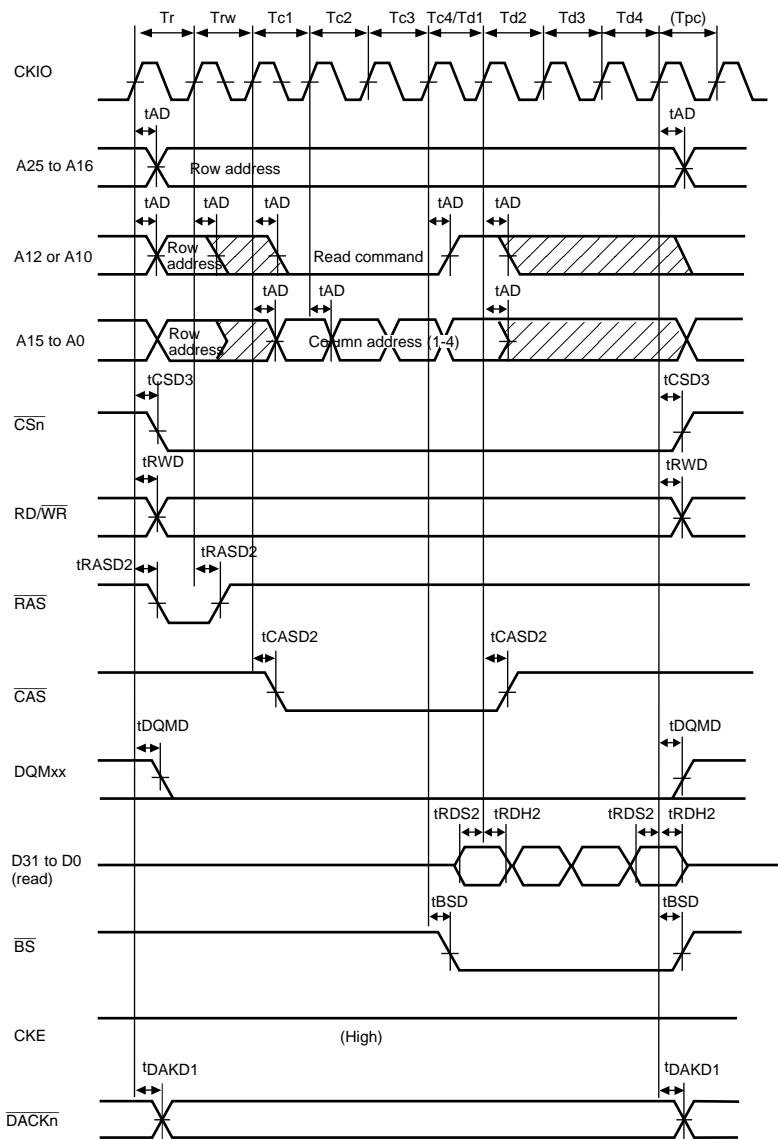 Tr Trw Tc1 Tc2 Tc3 Tc4/Td1 Td2 Td3 Td4 (Tpc)
CKIO
tAD tAD
A25 to A16 Row address
tAD tAD tAD tAD tAD
A12 or A10 Row address Read command
tAD tAD tAD
A15 to A0 Row address Column address (1-4)
tCSD3 tCSD3
CSn
tRWD tRWD
RD/WR
tRASD2 tRASD2
RAS
tCASD2 tCASD2
CAS
tDQMD tDQMD
DQMxx
tRDS2 tRDH2 tRDS2 tRDH2
D31 to D0
(read)
tBSD tBSD
BS
CKE (High)
tDAKD1 tDAKD1
DACKn